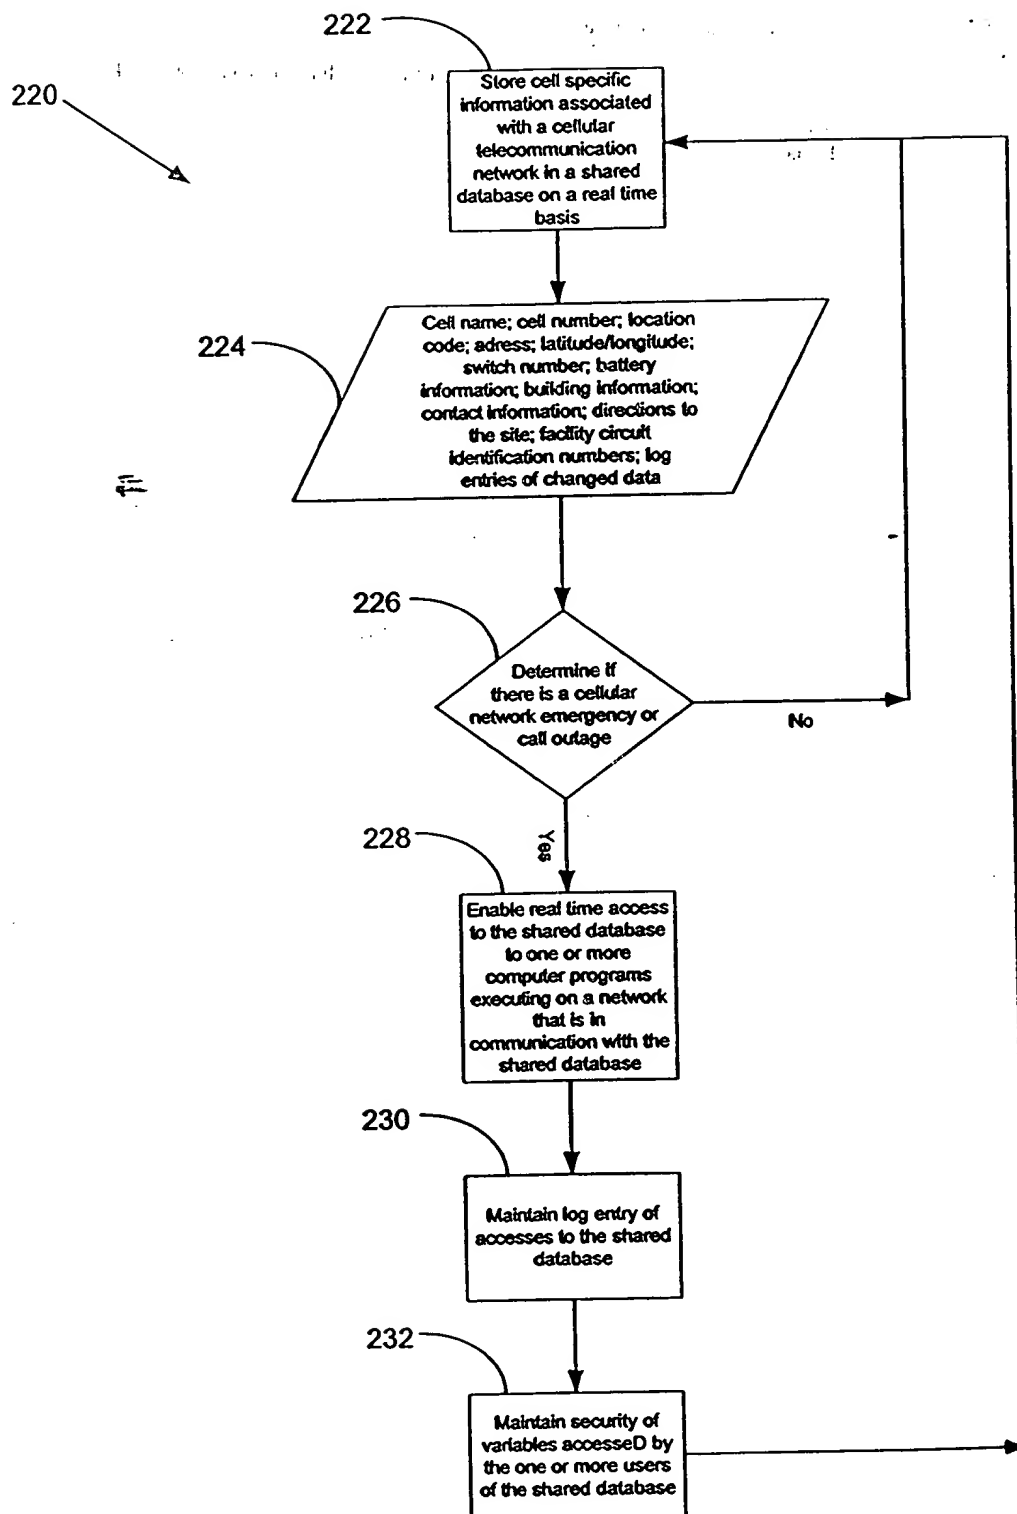 222
220
Store cell specific
information associated
with a cellular
telecommunication
network in a shared
database on a real time
basis
224
Cell name; cell number; location
code; adress; latitude/longitude;
switch number; battery
information; building information;
contact information; directions to
the site; facility circuit
identification numbers; log
entries of changed data
226
Determine if
there is a cellular
network emergency or
call outage
No
Yes
228
Enable real time access
to the shared database
to one or more
computer programs
executing on a network
that is in
communication with the
shared database
230
Maintain log entry of
accesses to the shared
database
232
Maintain security of
variables accesseD by
the one or more users
of the shared database